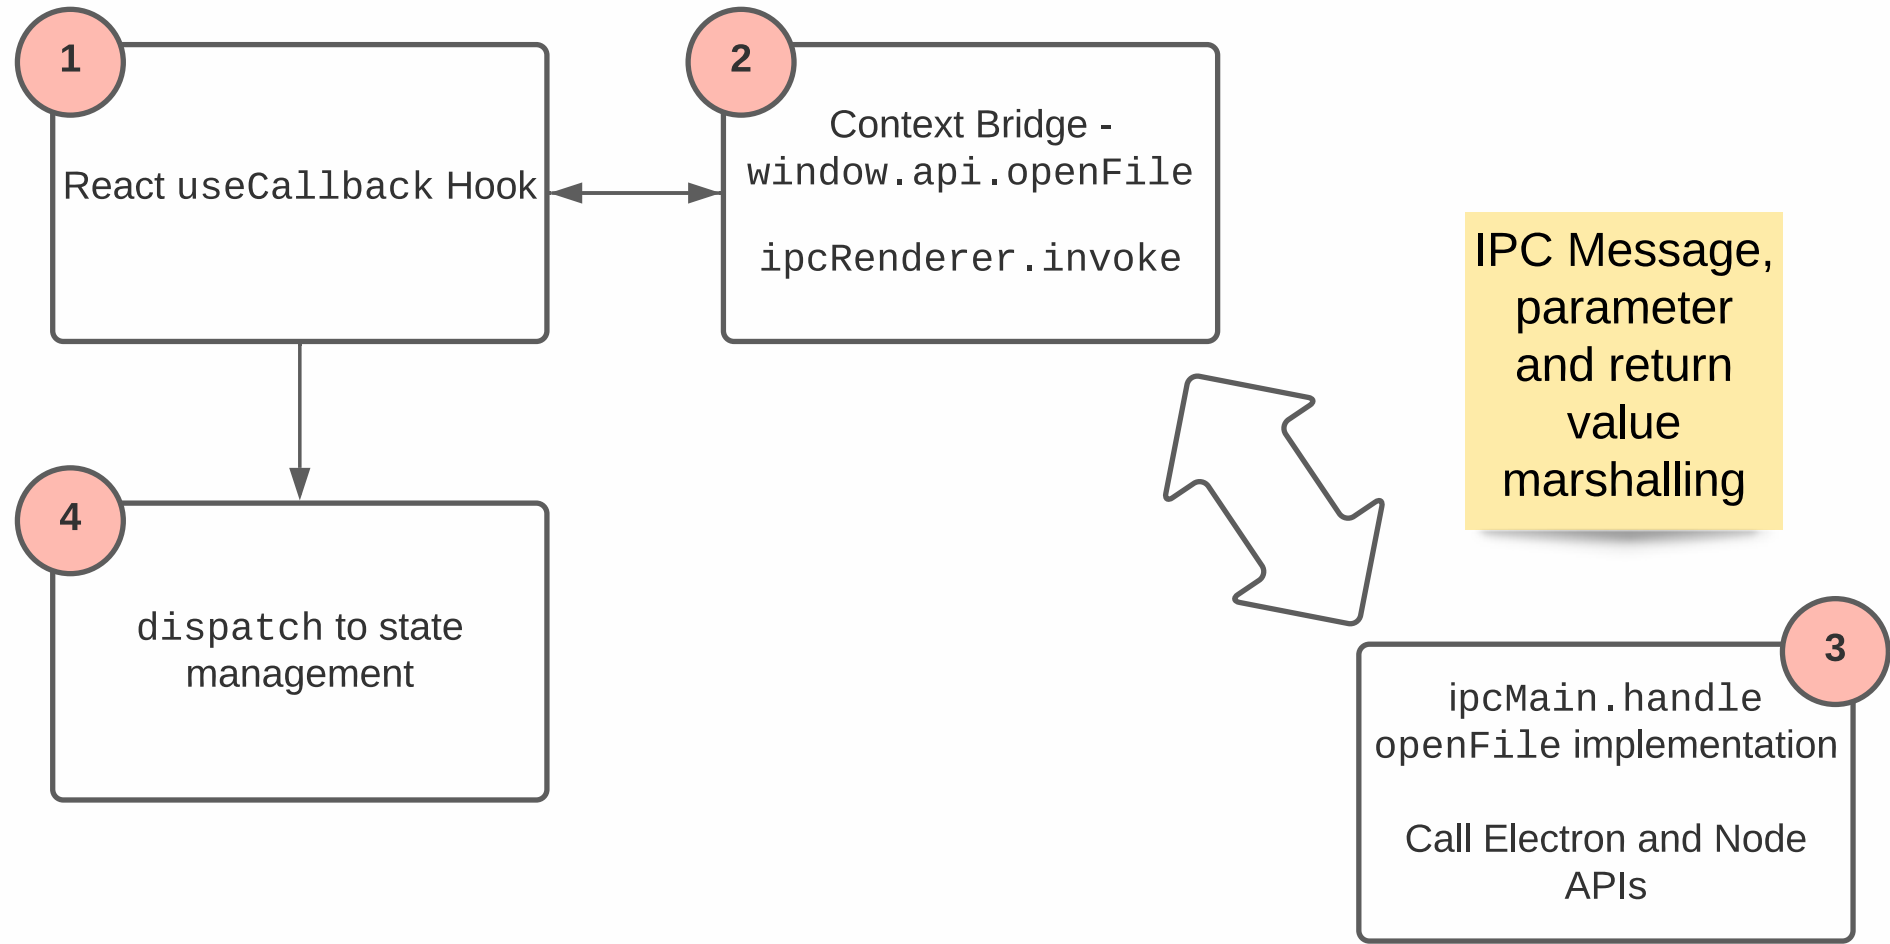 1
React useCallback Hook
2
Context Bridge -
window.api.openFile
ipcRenderer.invoke
IPC Message,
parameter
and return
value
marshalling
3
ipcMain.handle
openFile implementation
Call Electron and Node
APIs
4
dispatch to state
management